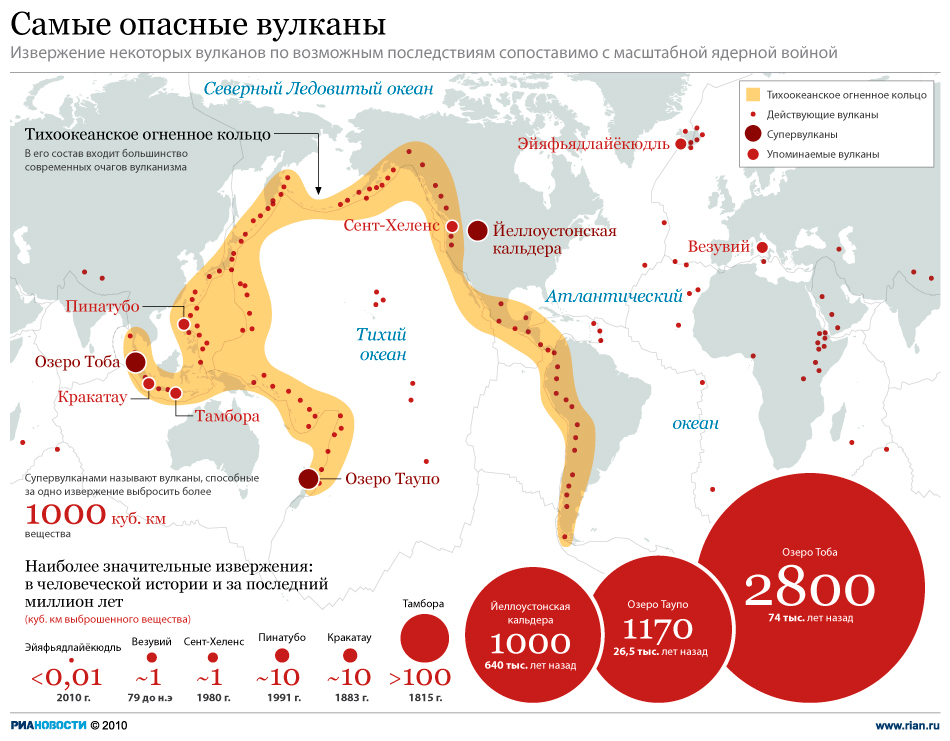 Самые опасные вулканы
Извержение некоторых вулканов по возможным последствиям сопоставимо с масштабной ядерной войной
Северный Ледовитый океан
Тихоокеанское огненное кольцо
Действующие вулканы
Супервулканы
Упоминаемые вулканы
Тихоокеанское огненное кольцо
В его состав входит большинство
современных очагов вулканизма
Эйяфьядлайёкюдль
Сент-Хеленс
Йеллоустонская
кальдера
Везувий
Пинатубо
Атлантический
Тихий
океан
Озеро Тоба
Кракатау
Тамбора
океан
Озеро Таупо
Супервулканами называют вулканы, способные
за одно извержение выбросить более
1000 куб. км
вещества
Наиболее значительные извержения:
в человеческой истории и за последний
миллион лет
(куб. км выброшенного вещества)
Эйяфьядлайёкюдль
<0,01
2010 г.
Везувий
~1
79 до н.э
Сент-Хеленс
~1
1980 г.
Пинатубо
~10
1991 г.
Кракатау
~10
1883 г.
Тамбора
>100
1815 г.
Йеллоустонская
кальдера
1000
640 тыс. лет назад
Озеро Таупо
1170
26,5 тыс. лет назад
Озеро Тоба
2800
74 тыс. лет назад
РИАНОВОСТИ © 2010
www.rian.ru